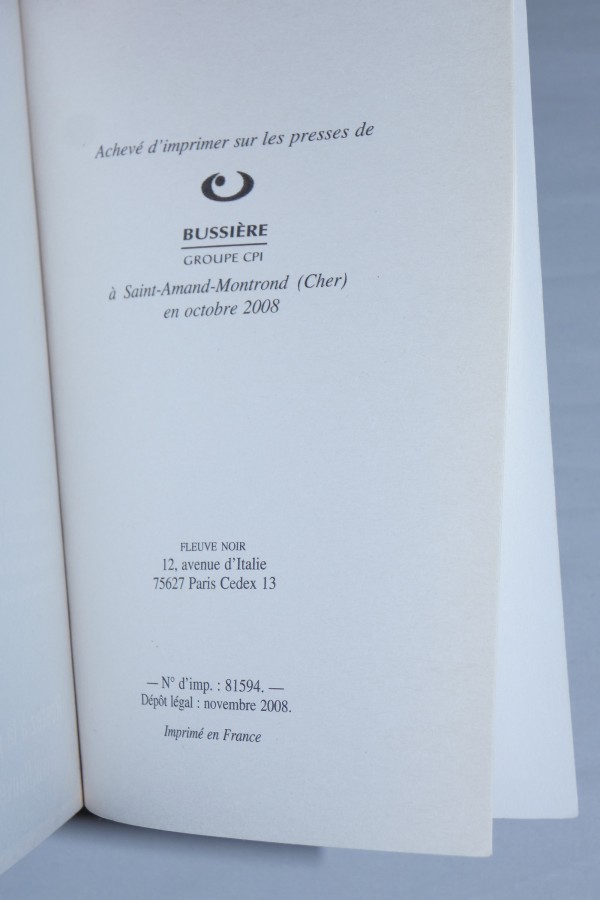 Achevé d'imprimer sur les presses de
BUSSIÈRE
GROUPE CPI
à Saint-Amand-Montrond (Cher)
en octobre 2008
FLEUVE NOIR
12, avenue d'Italie
75627 Paris Cedex 13
— N° d'imp. : 81594. —
Dépôt légal : novembre 2008.
Imprimé en France